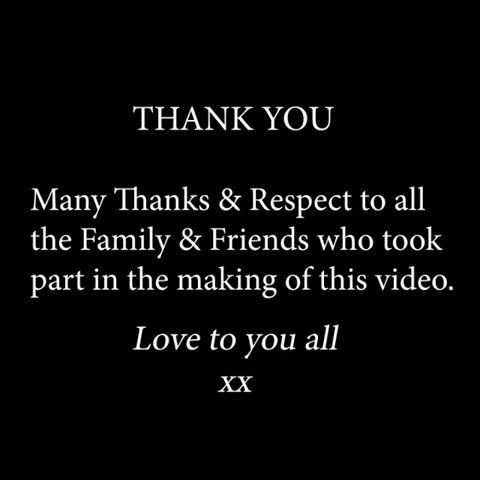 THANK YOU
Many Thanks & Respect to all
the Family & Friends who took
part in the making of this video.
Love to you all
xx